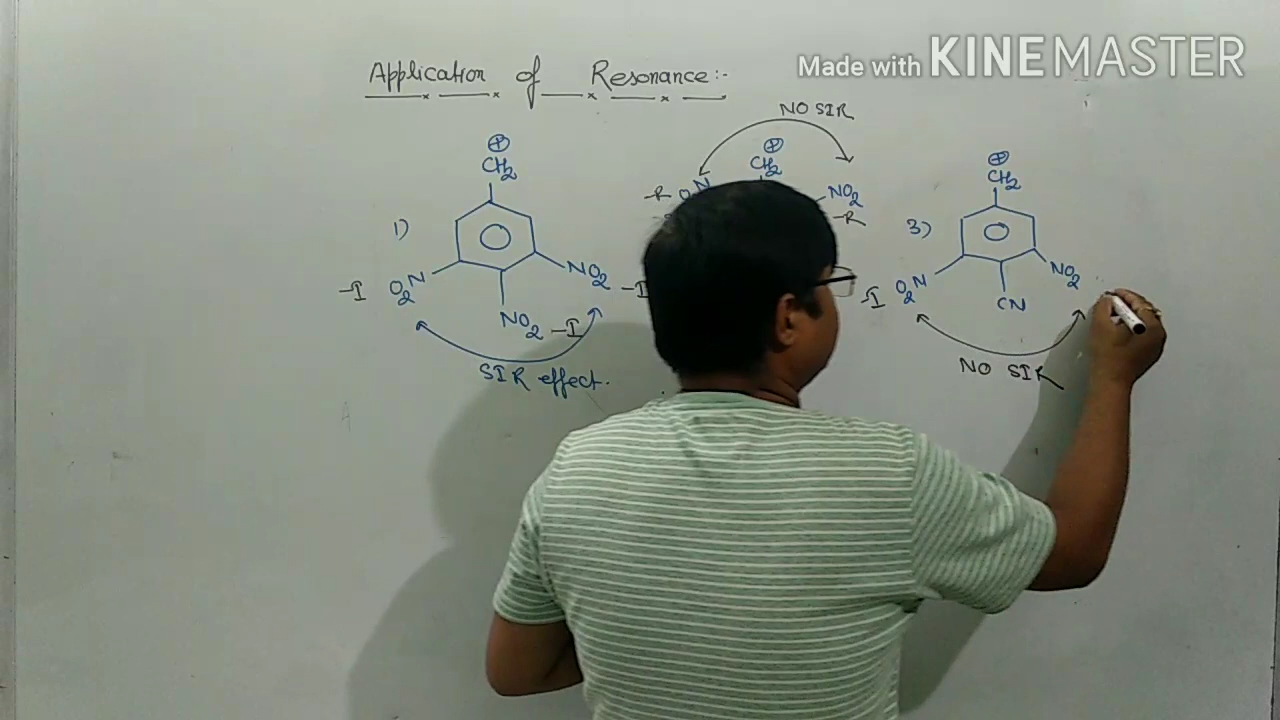 Made with KINEMASTER
Application of Resonance:-
NO SIR
⊕ ⊕ ⊕
CH2 CH2 CH2
-R O2N NO2
-R
1) 3)
-I O2N NO2 -I -I O2N NO2
NO2 -I CN
SIR effect. NO SIR